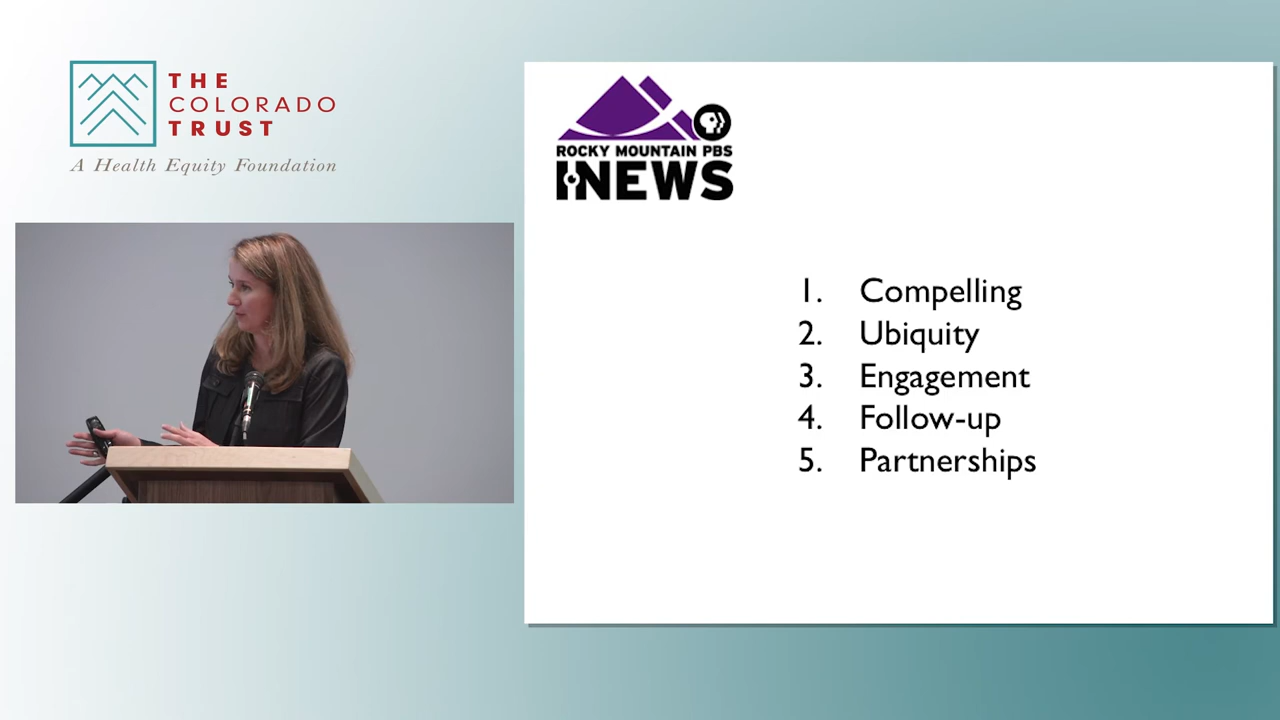 THE
COLORADO
TRUST
A Health Equity Foundation
ROCKY MOUNTAIN PBS
I-NEWS
1. Compelling
2. Ubiquity
3. Engagement
4. Follow-up
5. Partnerships